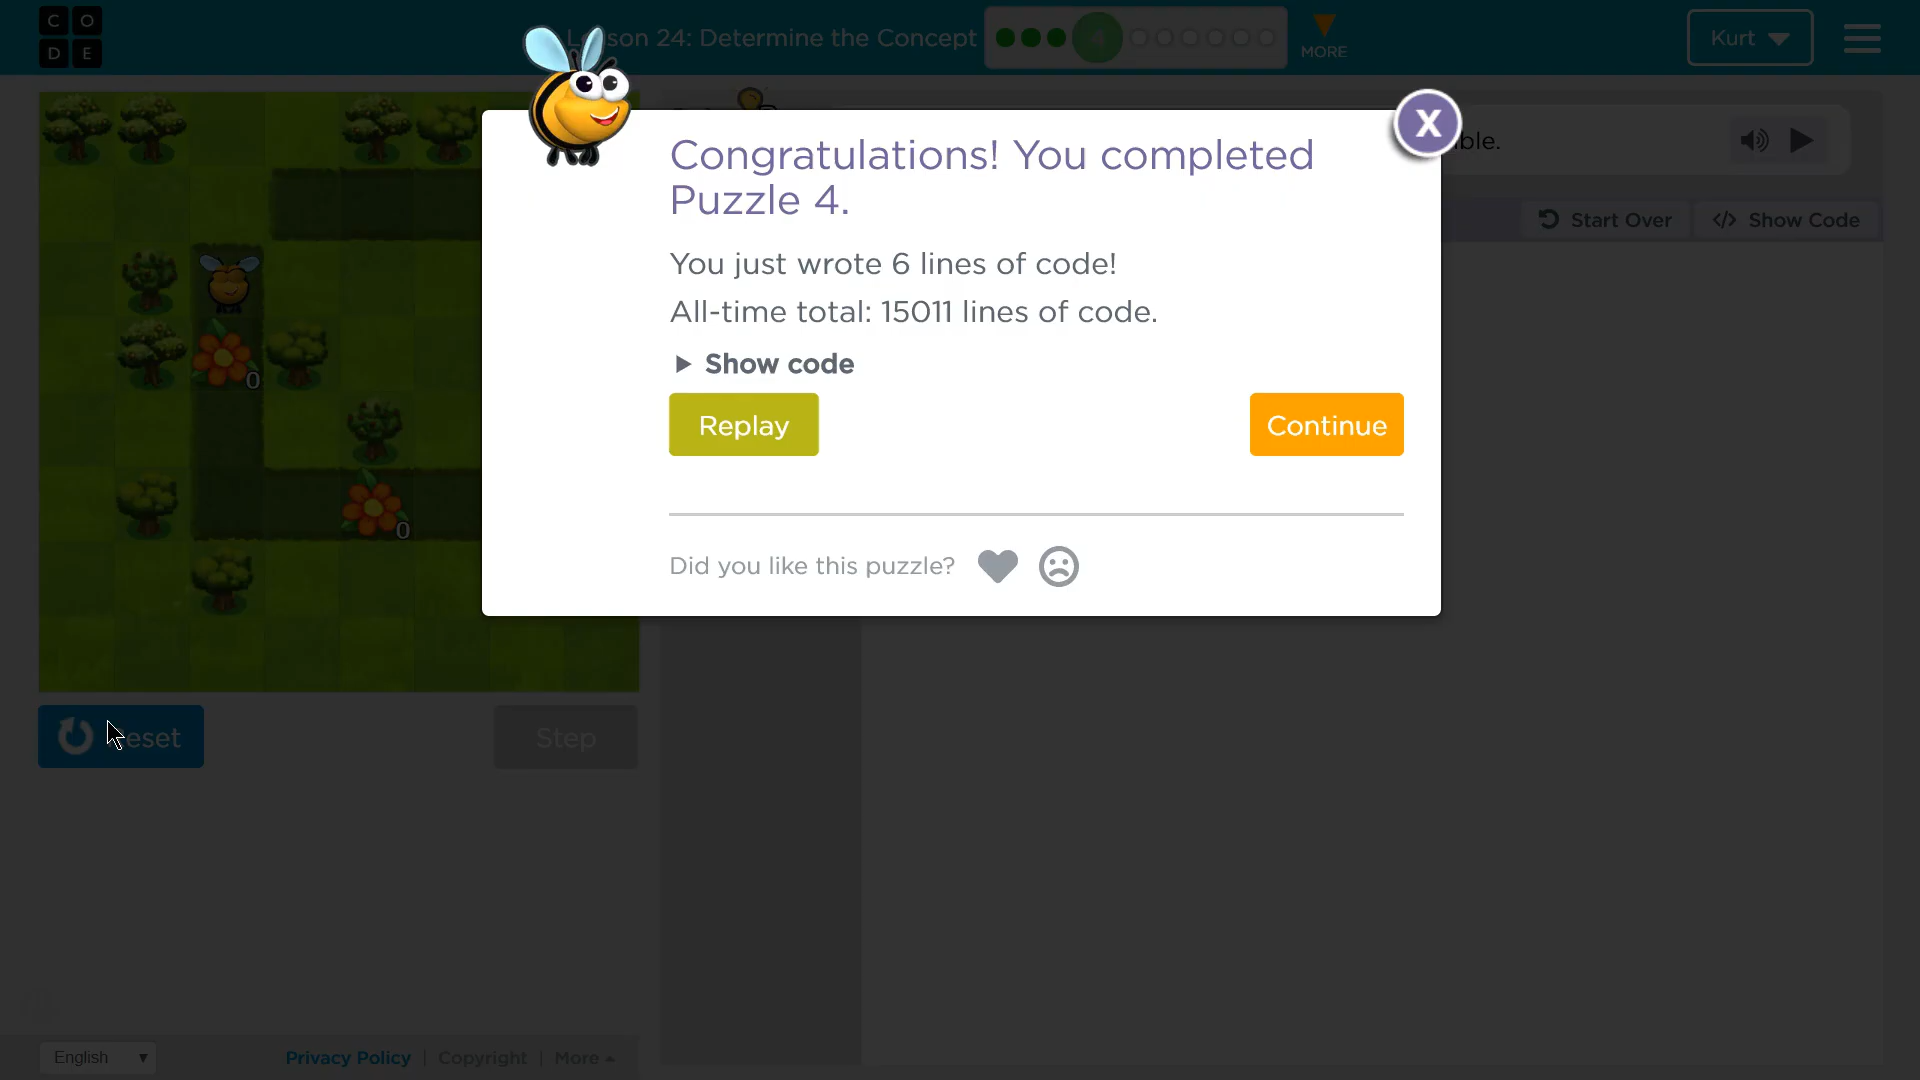 C O
D E
Lesson 24: Determine the Concept
4
MORE
Kurt
Congratulations! You completed
Puzzle 4.
X
Start Over
Show Code
You just wrote 6 lines of code!
All-time total: 15011 lines of code.
Show code
Replay
Continue
0
0
Did you like this puzzle?
Reset
Step
English
Privacy Policy | Copyright | More